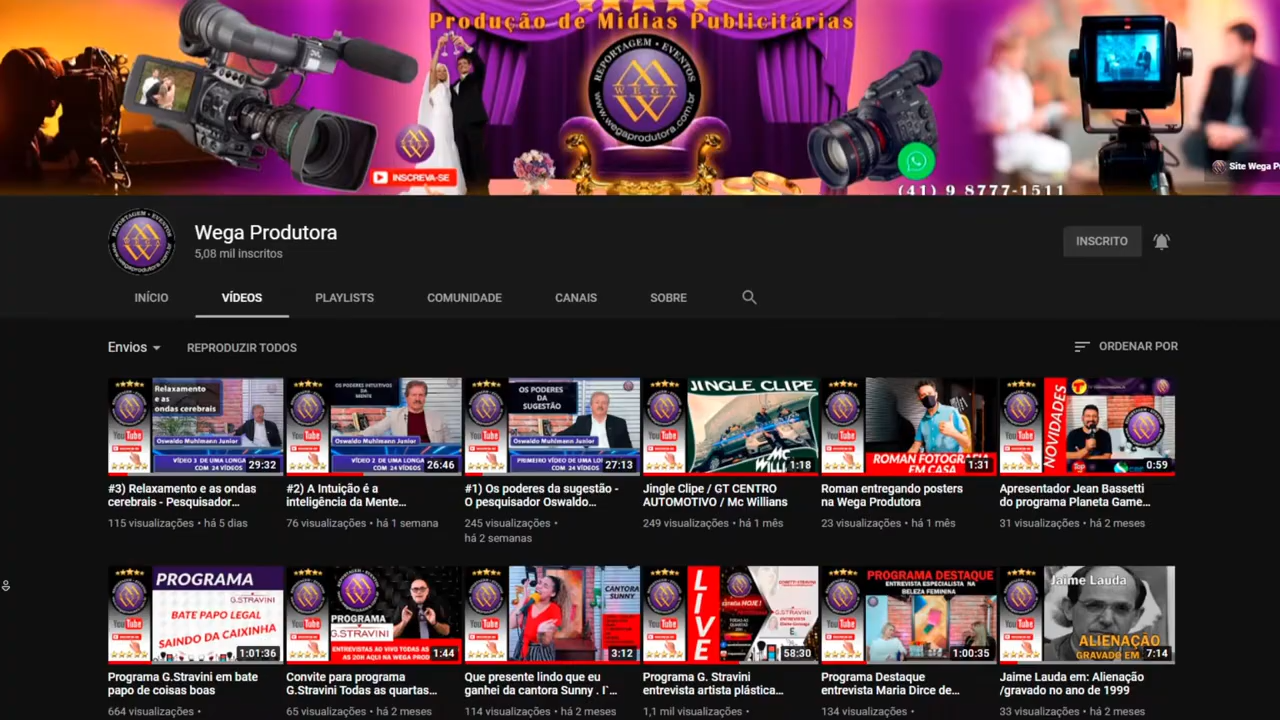 Produção de Mídias Publicitárias
REPORTAGEM • EVENTOS
WEGA
www.wegaprodutora.com.br
INSCREVA-SE
(41) 9 8777-1511
Site Wega P
Wega Produtora
5,08 mil inscritos
INSCRITO
INÍCIO VÍDEOS PLAYLISTS COMUNIDADE CANAIS SOBRE
Envios REPRODUZIR TODOS ORDENAR POR
Relaxamento
e as
ondas cerebrais
YouTube
Oswaldo Muhlmann Junior
VÍDEO 3 DE UMA LONGA
COM 24 VÍDEOS
29:32
OS PODERES INTUITIVOS
DA
MENTE
YouTube
Oswaldo Muhlmann Junior
VÍDEO 2 DE UMA LONGA
COM 24 VÍDEOS
26:46
OS PODERES
DA
SUGESTÃO
YouTube
Oswaldo Muhlmann Junior
PRIMEIRO VÍDEO DE UMA LO
COM 24 VÍDEOS
27:13
JINGLE CLIPE
YouTube
MC
WILLI
1:18
YouTube
ROMAN FOTOGRAFIA
EM CASA
1:31
NOVIDADES
YouTube
0:59
#3) Relaxamento e as ondas
cerebrais - Pesquisador...
115 visualizações • há 5 dias
#2) A Intuição é a
inteligência da Mente...
76 visualizações • há 1 semana
#1) Os poderes da sugestão -
O pesquisador Oswaldo...
245 visualizações •
há 2 semanas
Jingle Clipe / GT CENTRO
AUTOMOTIVO / Mc Willians
249 visualizações • há 1 mês
Roman entregando posters
na Wega Produtora
23 visualizações • há 1 mês
Apresentador Jean Bassetti
do programa Planeta Game...
31 visualizações • há 2 meses
PROGRAMA
G.STRAVINI
BATE PAPO LEGAL
SAINDO DA CAIXINHA
YouTube
1:01:36
PROGRAMA
G.STRAVINI
YouTube
ENTREVISTAS AO VIVO TODAS AS
AS 20H AQUI NA WEGA PROD
1:44
CANTORA
SUNNY
YouTube
3:12
LIVE
HOJE!
YouTube
G.STRAVINI
58:30
PROGRAMA DESTAQUE
ENTREVISTA ESPECIALISTA NA
BELEZA FEMININA
YouTube
1:00:35
Jaime Lauda
YouTube
ALIENAÇÃO
GRAVADO EM
7:14
Programa G.Stravini em bate
papo de coisas boas
664 visualizações •
Convite para programa
G.Stravini Todas as quartas...
65 visualizações • há 2 meses
Que presente lindo que eu
ganhei da cantora Sunny . I`...
114 visualizações • há 2 meses
Programa G. Stravini
entrevista artista plástica...
1,1 mil visualizações •
Programa Destaque
entrevista Maria Dirce de...
134 visualizações •
Jaime Lauda em: Alienação
/gravado no ano de 1999
33 visualizações • há 2 meses